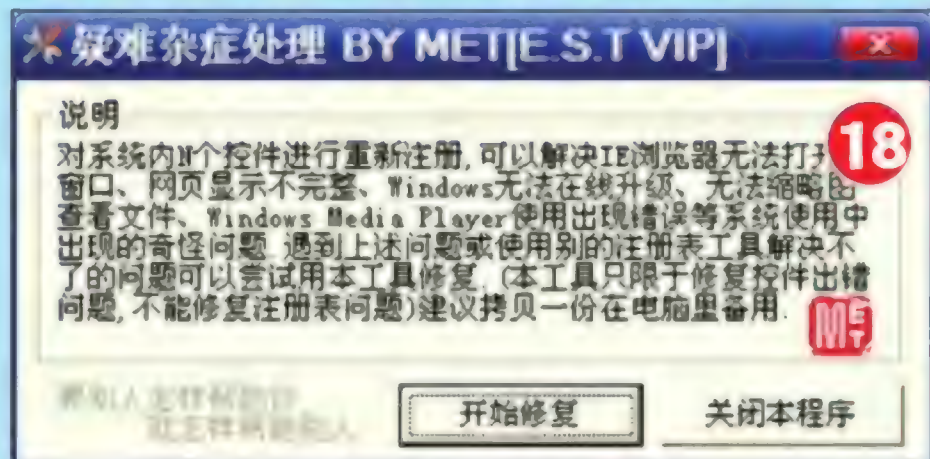 疑难杂症处理 BY MET[E.S.T VIP]
说明
18
对系统内N个控件进行重新注册,可以解决IE浏览器无法打开
窗口、网页显示不完整、Windows无法在线升级、无法缩略图
查看文件、Windows Media Player使用出现错误等系统使用中
出现的奇怪问题.遇到上述问题或使用别的注册表工具解决不
了的问题可以尝试用本工具修复.(本工具只限于修复控件出错
问题,不能修复注册表问题)建议拷贝一份在电脑里备用.
MET
开始修复
关闭本程序